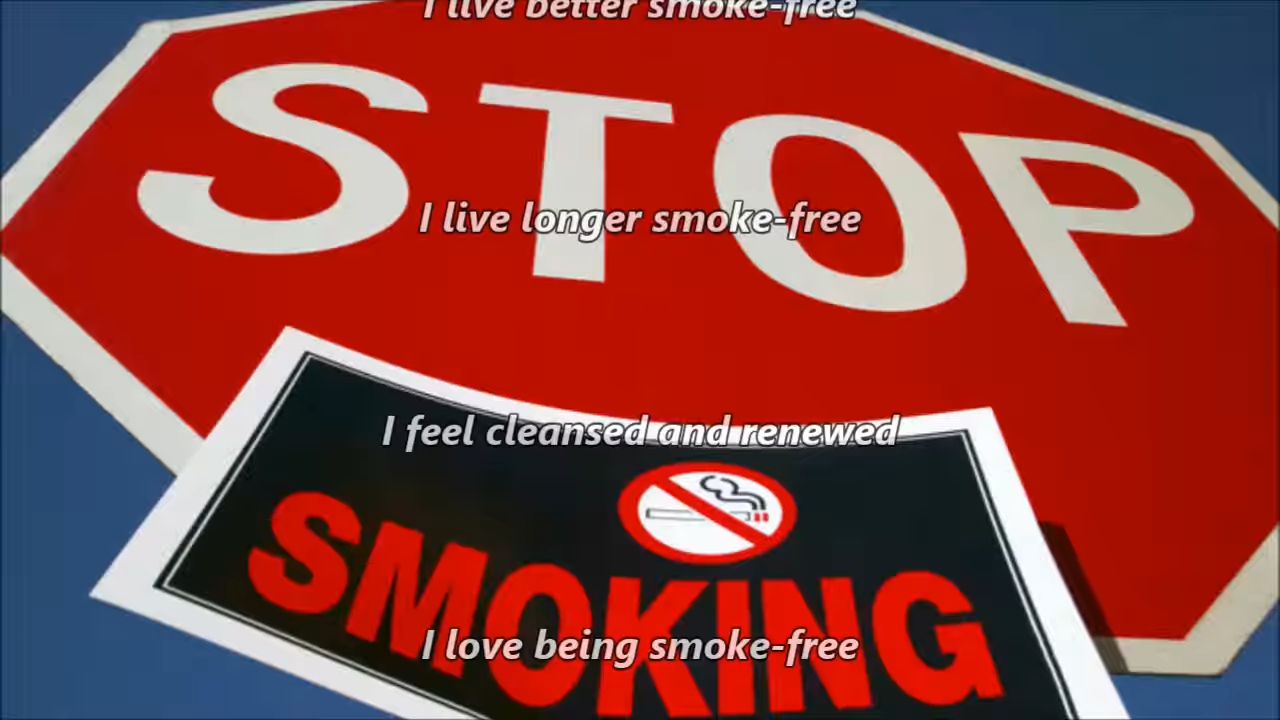 I live better smoke-free
STOP
I live longer smoke-free
I feel cleansed and renewed
SMOKING
I love being smoke-free